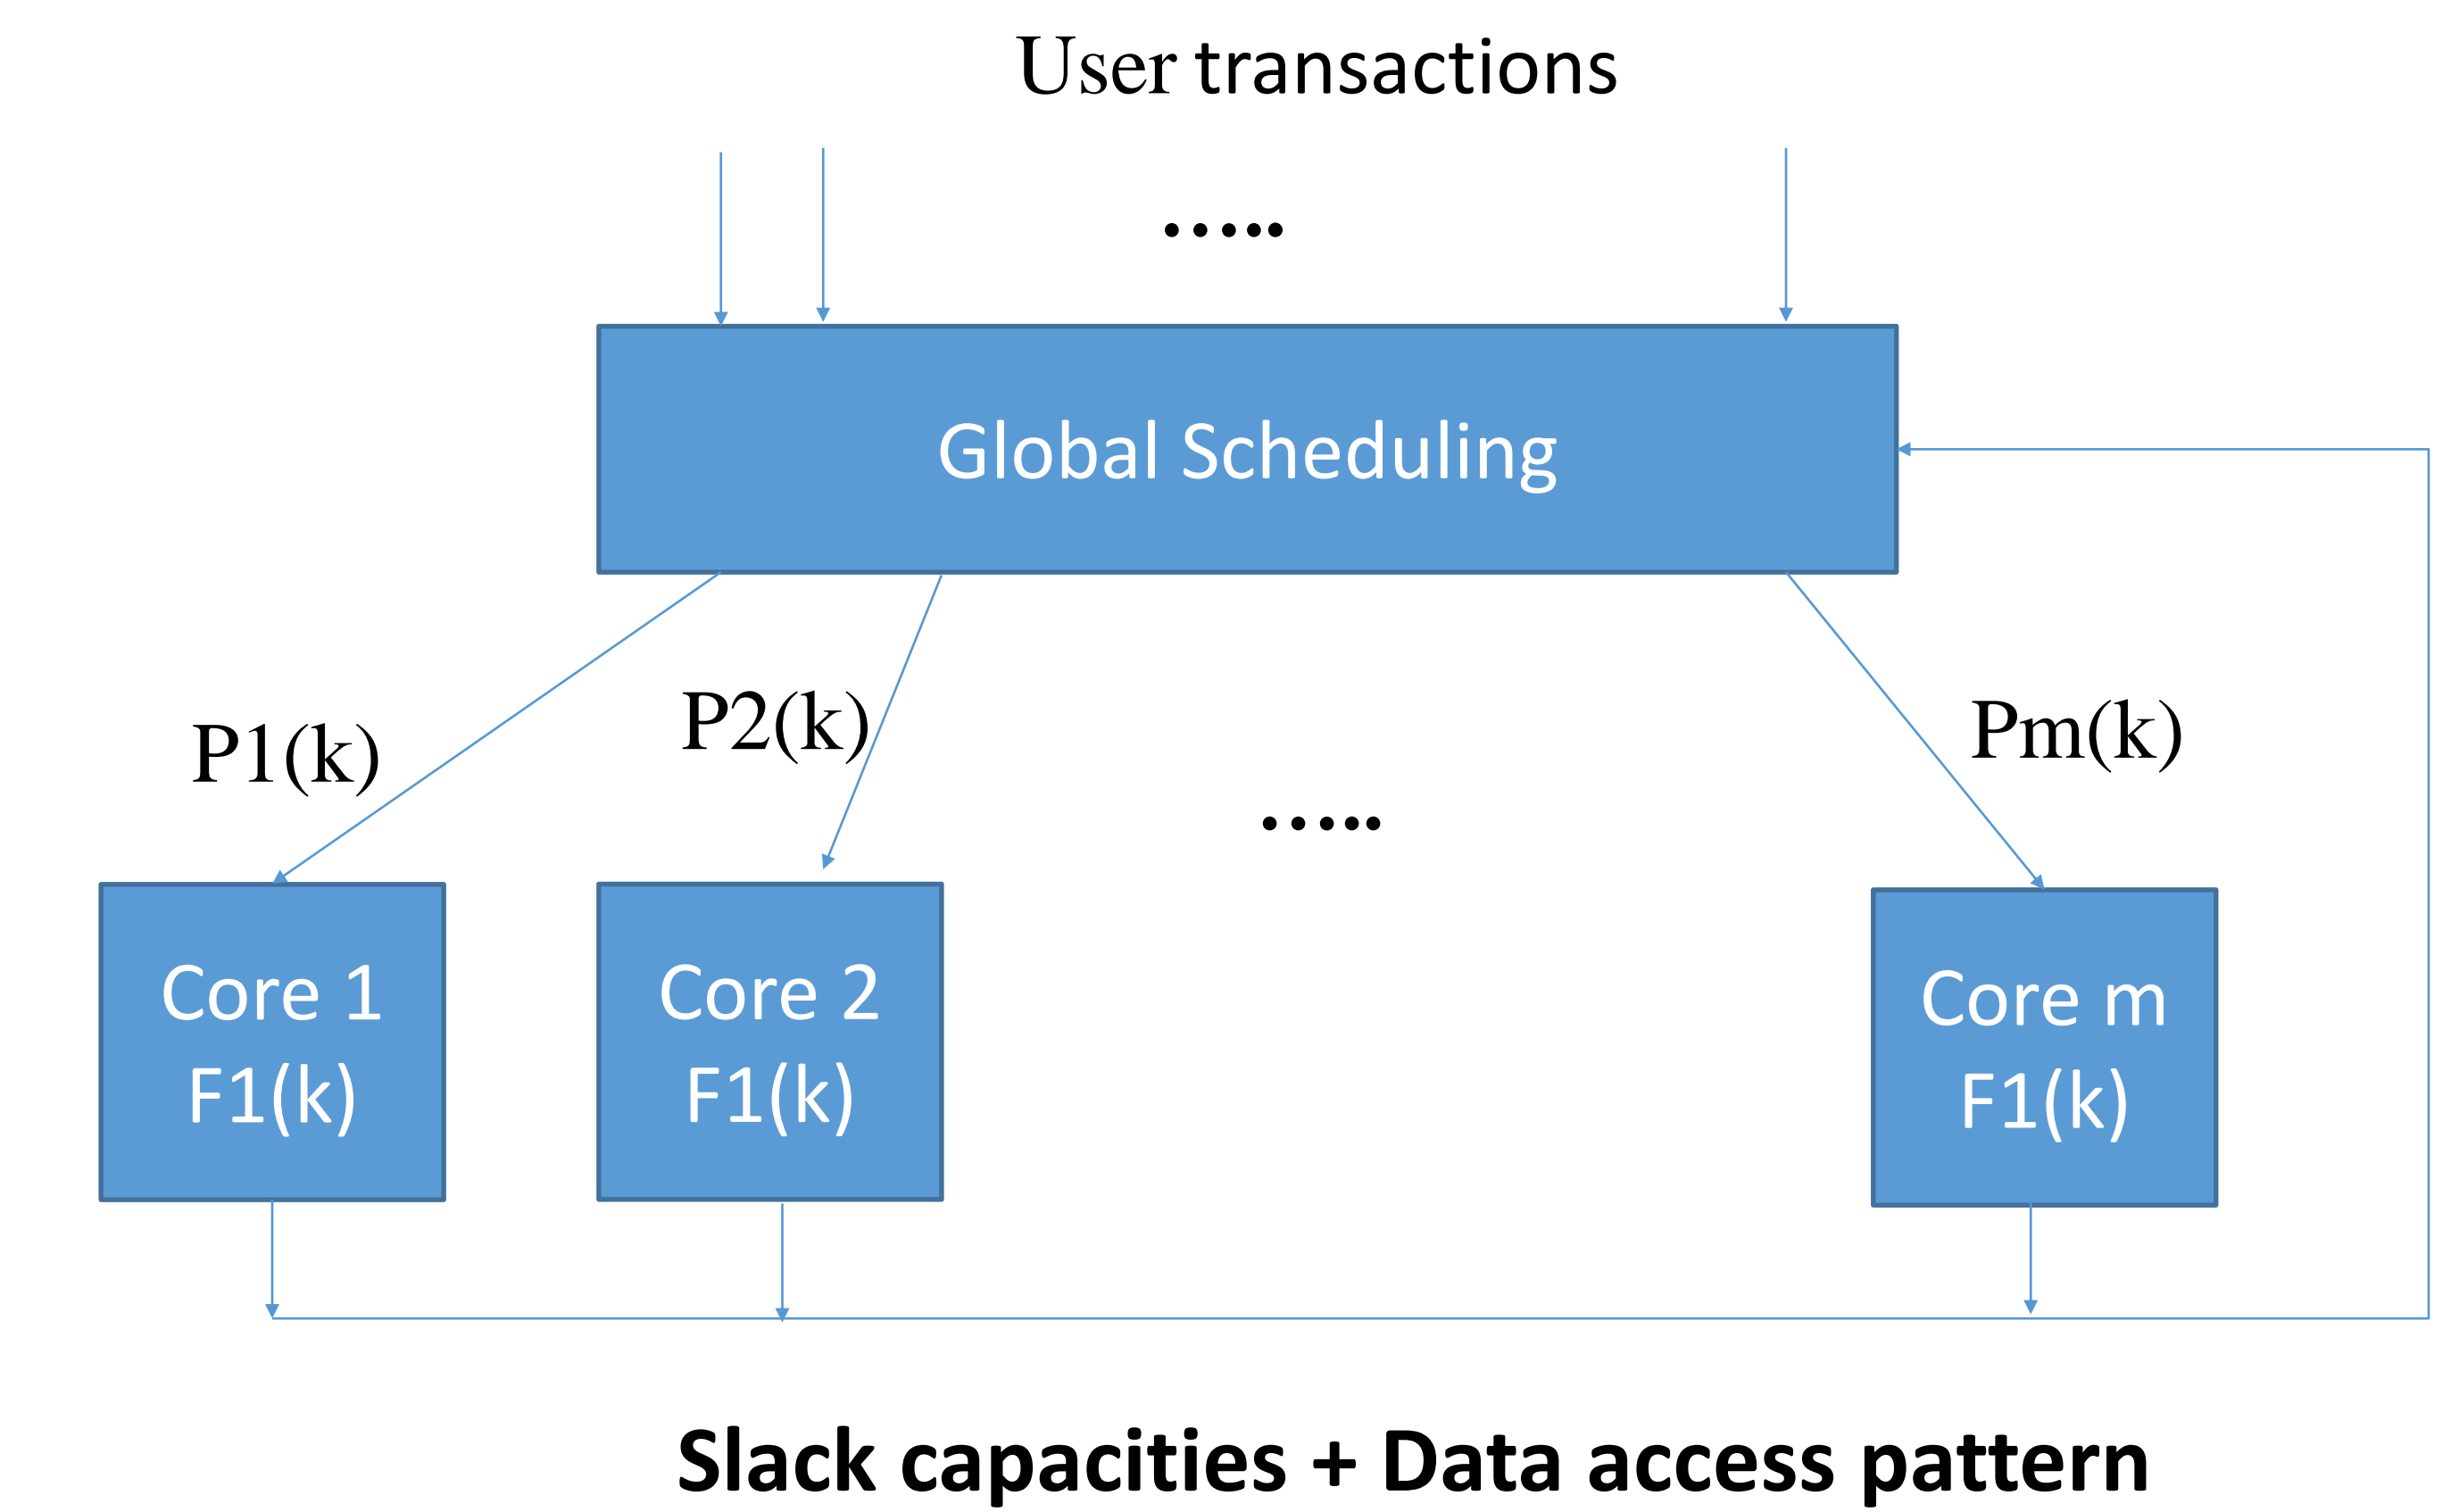 User transactions
.....
Global Scheduling
P1(k)
P2(k)
Pm(k)
.....
Core 1
F1(k)
Core 2
F1(k)
Core m
F1(k)
Slack capacities + Data access pattern